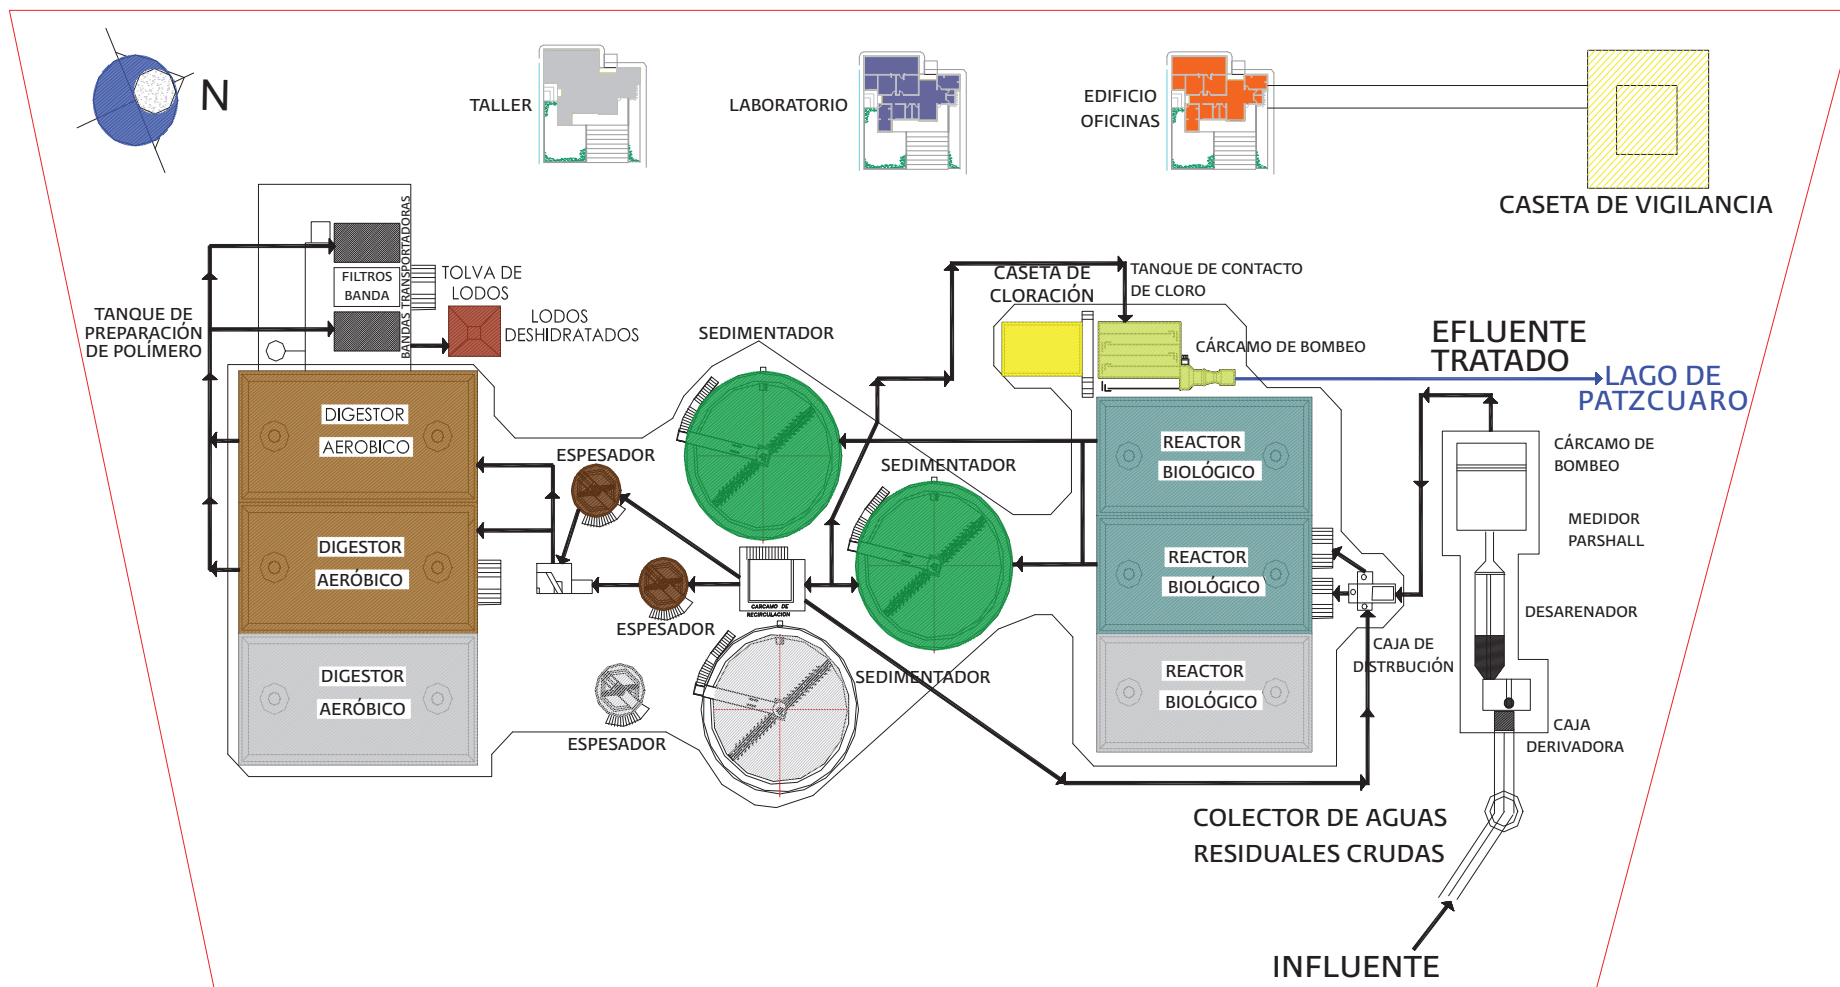 N
TALLER
LABORATORIO
EDIFICIO
OFICINAS
CASETA DE VIGILANCIA
BANDAS TRANSPORTADORAS
FILTROS
BANDA
TOLVA DE
LODOS
LODOS
DESHIDRATADOS
TANQUE DE
PREPARACIÓN
DE POLÍMERO
SEDIMENTADOR
CASETA DE
CLORACIÓN
TANQUE DE CONTACTO
DE CLORO
CÁRCAMO DE BOMBEO
EFLUENTE
TRATADO
LAGO DE
PATZCUARO
DIGESTOR
AEROBICO
ESPESADOR
SEDIMENTADOR
REACTOR
BIOLÓGICO
CÁRCAMO DE
BOMBEO
MEDIDOR
PARSHALL
DIGESTOR
AERÓBICO
REACTOR
BIOLÓGICO
DESARENADOR
CARCAMO DE
RECIRCULACION
ESPESADOR
CAJA DE
DISTRBUCIÓN
DIGESTOR
AERÓBICO
SEDIMENTADOR
REACTOR
BIOLÓGICO
ESPESADOR
CAJA
DERIVADORA
COLECTOR DE AGUAS
RESIDUALES CRUDAS
INFLUENTE